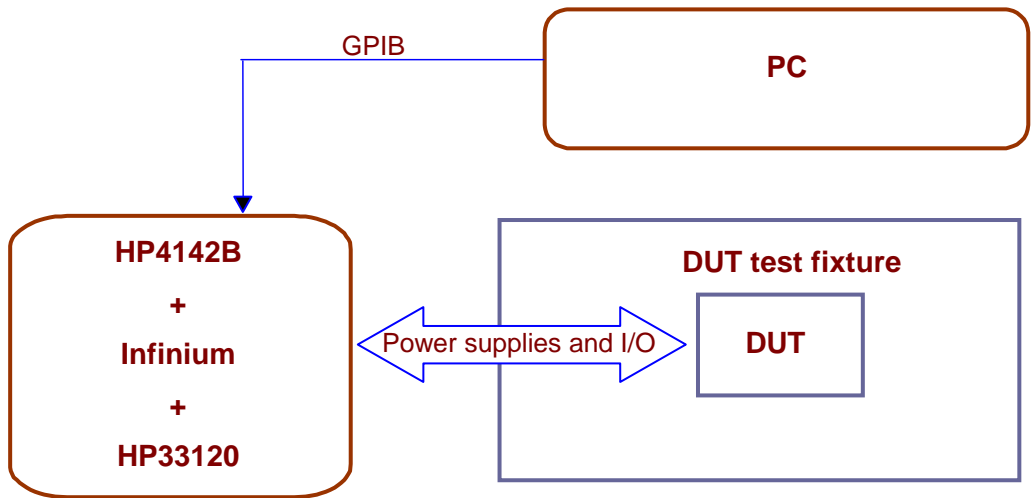 GPIB
PC
HP4142B
+
Infinium
+
HP33120
DUT test fixture
Power supplies and I/O
DUT